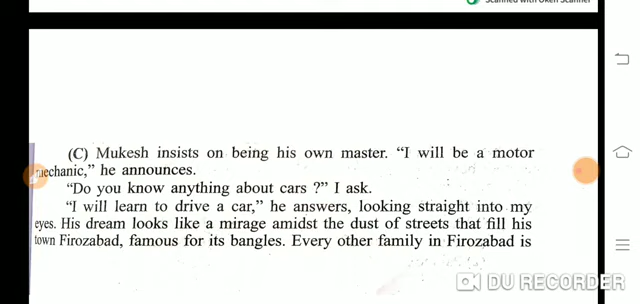 Scanned with Oken Scanner
(C) Mukesh insists on being his own master. “I will be a motor
mechanic,” he announces.
“Do you know anything about cars ?” I ask.
“I will learn to drive a car,” he answers, looking straight into my
eyes. His dream looks like a mirage amidst the dust of streets that fill his
town Firozabad, famous for its bangles. Every other family in Firozabad is
DU RECORDER